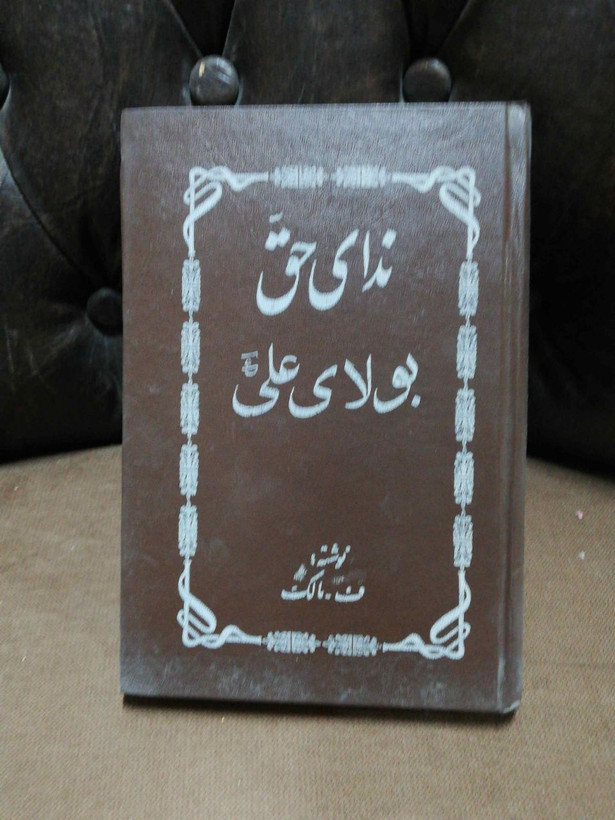 ندای حقّ
بولای علی
نوشته:
ف. مالک